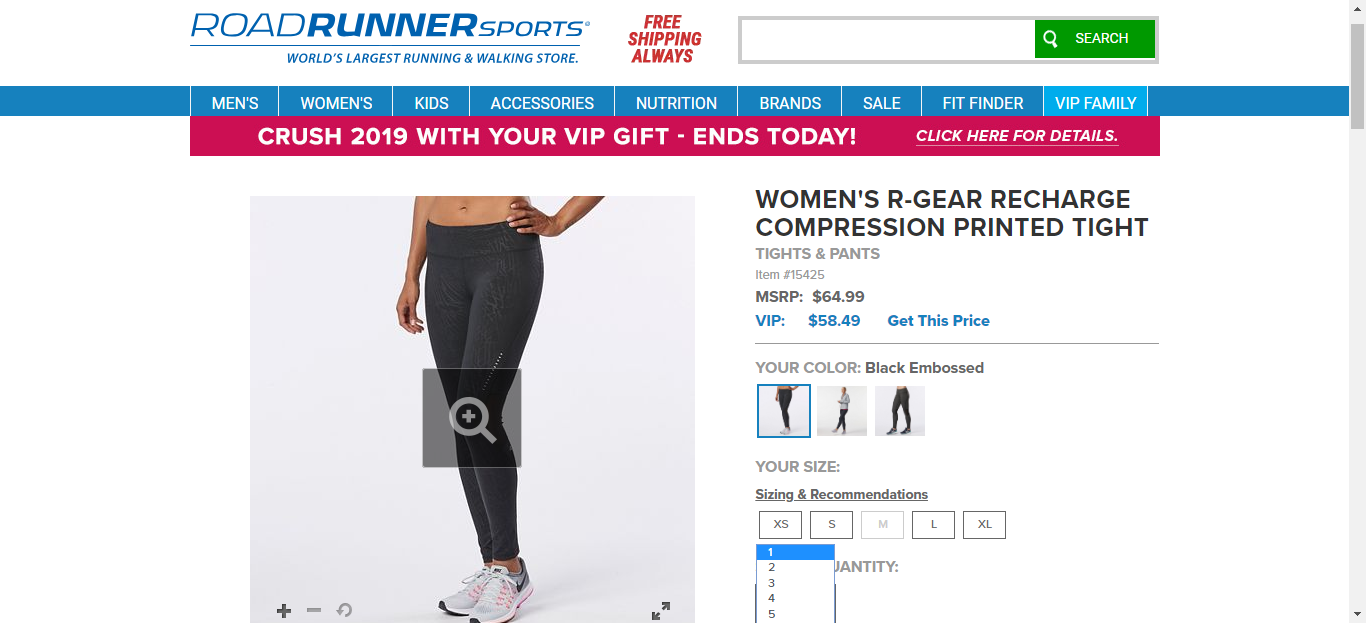 ROADRUNNERSPORTS®
WORLD'S LARGEST RUNNING & WALKING STORE.
FREE
SHIPPING
ALWAYS
SEARCH
MEN'S WOMEN'S KIDS ACCESSORIES NUTRITION BRANDS SALE FIT FINDER VIP FAMILY
CRUSH 2019 WITH YOUR VIP GIFT - ENDS TODAY! CLICK HERE FOR DETAILS.
WOMEN'S R-GEAR RECHARGE
COMPRESSION PRINTED TIGHT
TIGHTS & PANTS
Item #15425
MSRP: $64.99
VIP: $58.49 Get This Price
YOUR COLOR: Black Embossed
YOUR SIZE:
Sizing & Recommendations
XS S M L XL
UANTITY:
1
2
3
4
5